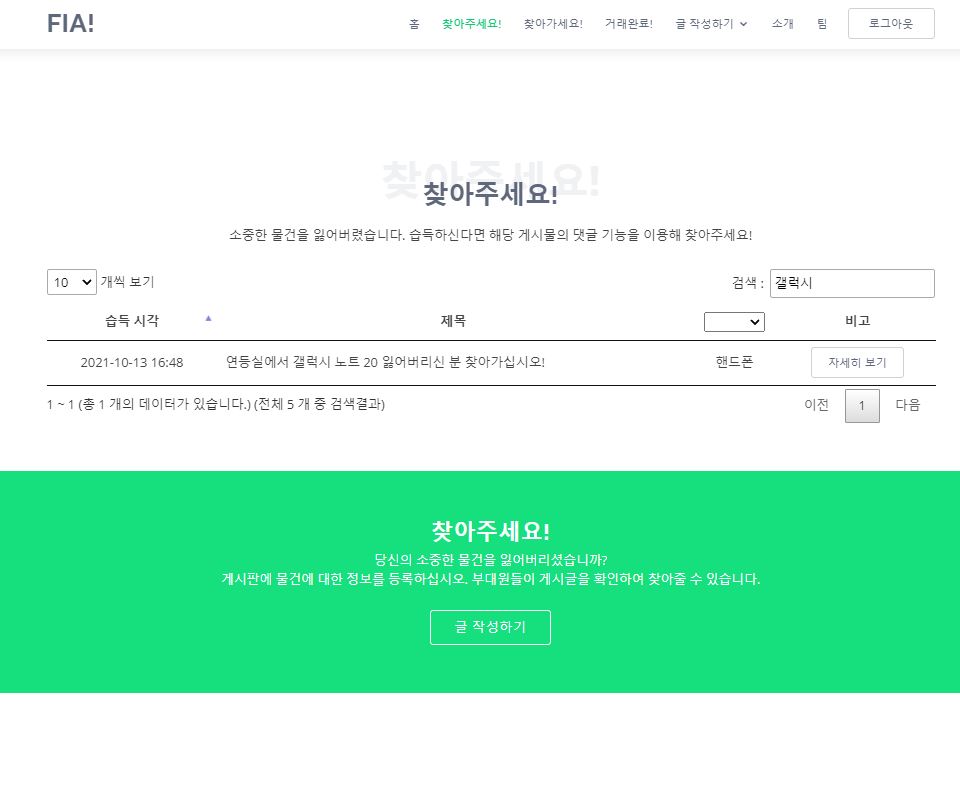 FIA!
홈 찾아주세요! 찾아가세요! 거래완료! 글 작성하기 소개 팀 로그아웃
찾아주세요!
찾아주세요!
소중한 물건을 잃어버렸습니다. 습득하신다면 해당 게시물의 댓글 기능을 이용해 찾아주세요!
10 개씩 보기 검색 : 갤럭시
습득 시각 제목 비고
2021-10-13 16:48 연등실에서 갤럭시 노트 20 잃어버리신 분 찾아가십시오! 핸드폰 자세히 보기
1 ~ 1 (총 1 개의 데이터가 있습니다.) (전체 5 개 중 검색결과) 이전 1 다음
찾아주세요!
당신의 소중한 물건을 잃어버리셨습니까?
게시판에 물건에 대한 정보를 등록하십시오. 부대원들이 게시글을 확인하여 찾아줄 수 있습니다.
글 작성하기